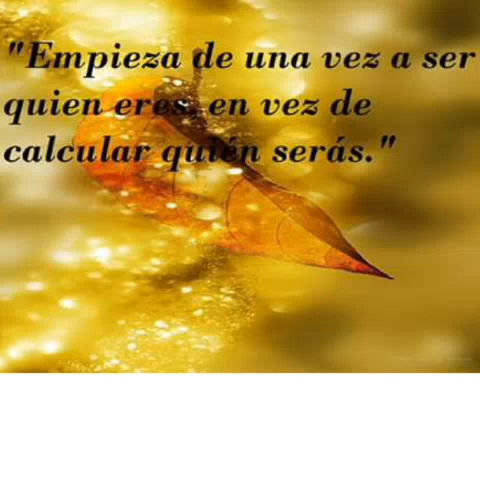 "Empieza de una vez a ser
quien eres, en vez de
calcular quién serás."